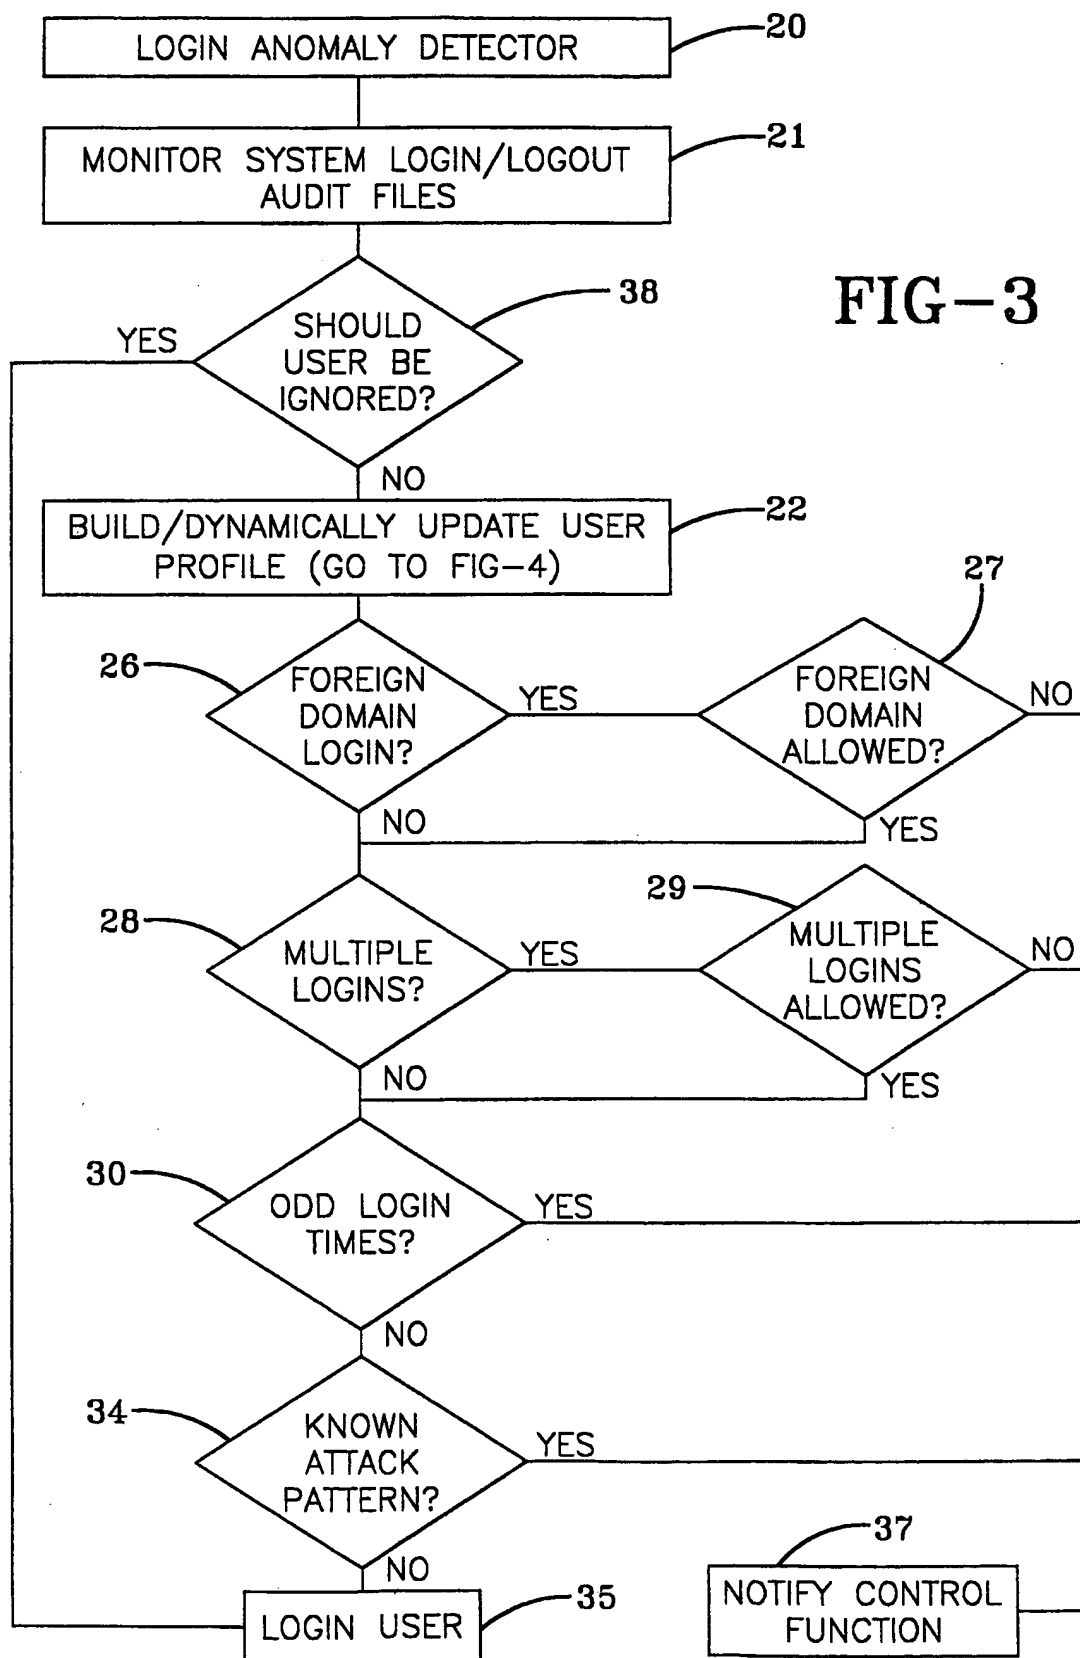 20
LOGIN ANOMALY DETECTOR
21
MONITOR SYSTEM LOGIN/LOGOUT
AUDIT FILES
38
FIG-3
SHOULD
USER BE
IGNORED?
YES
NO
22
BUILD/DYNAMICALLY UPDATE USER
PROFILE (GO TO FIG-4)
26
FOREIGN
DOMAIN
LOGIN?
YES
NO
27
FOREIGN
DOMAIN
ALLOWED?
NO
YES
28
MULTIPLE
LOGINS?
YES
NO
29
MULTIPLE
LOGINS
ALLOWED?
NO
YES
30
ODD LOGIN
TIMES?
YES
NO
34
KNOWN
ATTACK
PATTERN?
YES
NO
35
LOGIN USER
37
NOTIFY CONTROL
FUNCTION